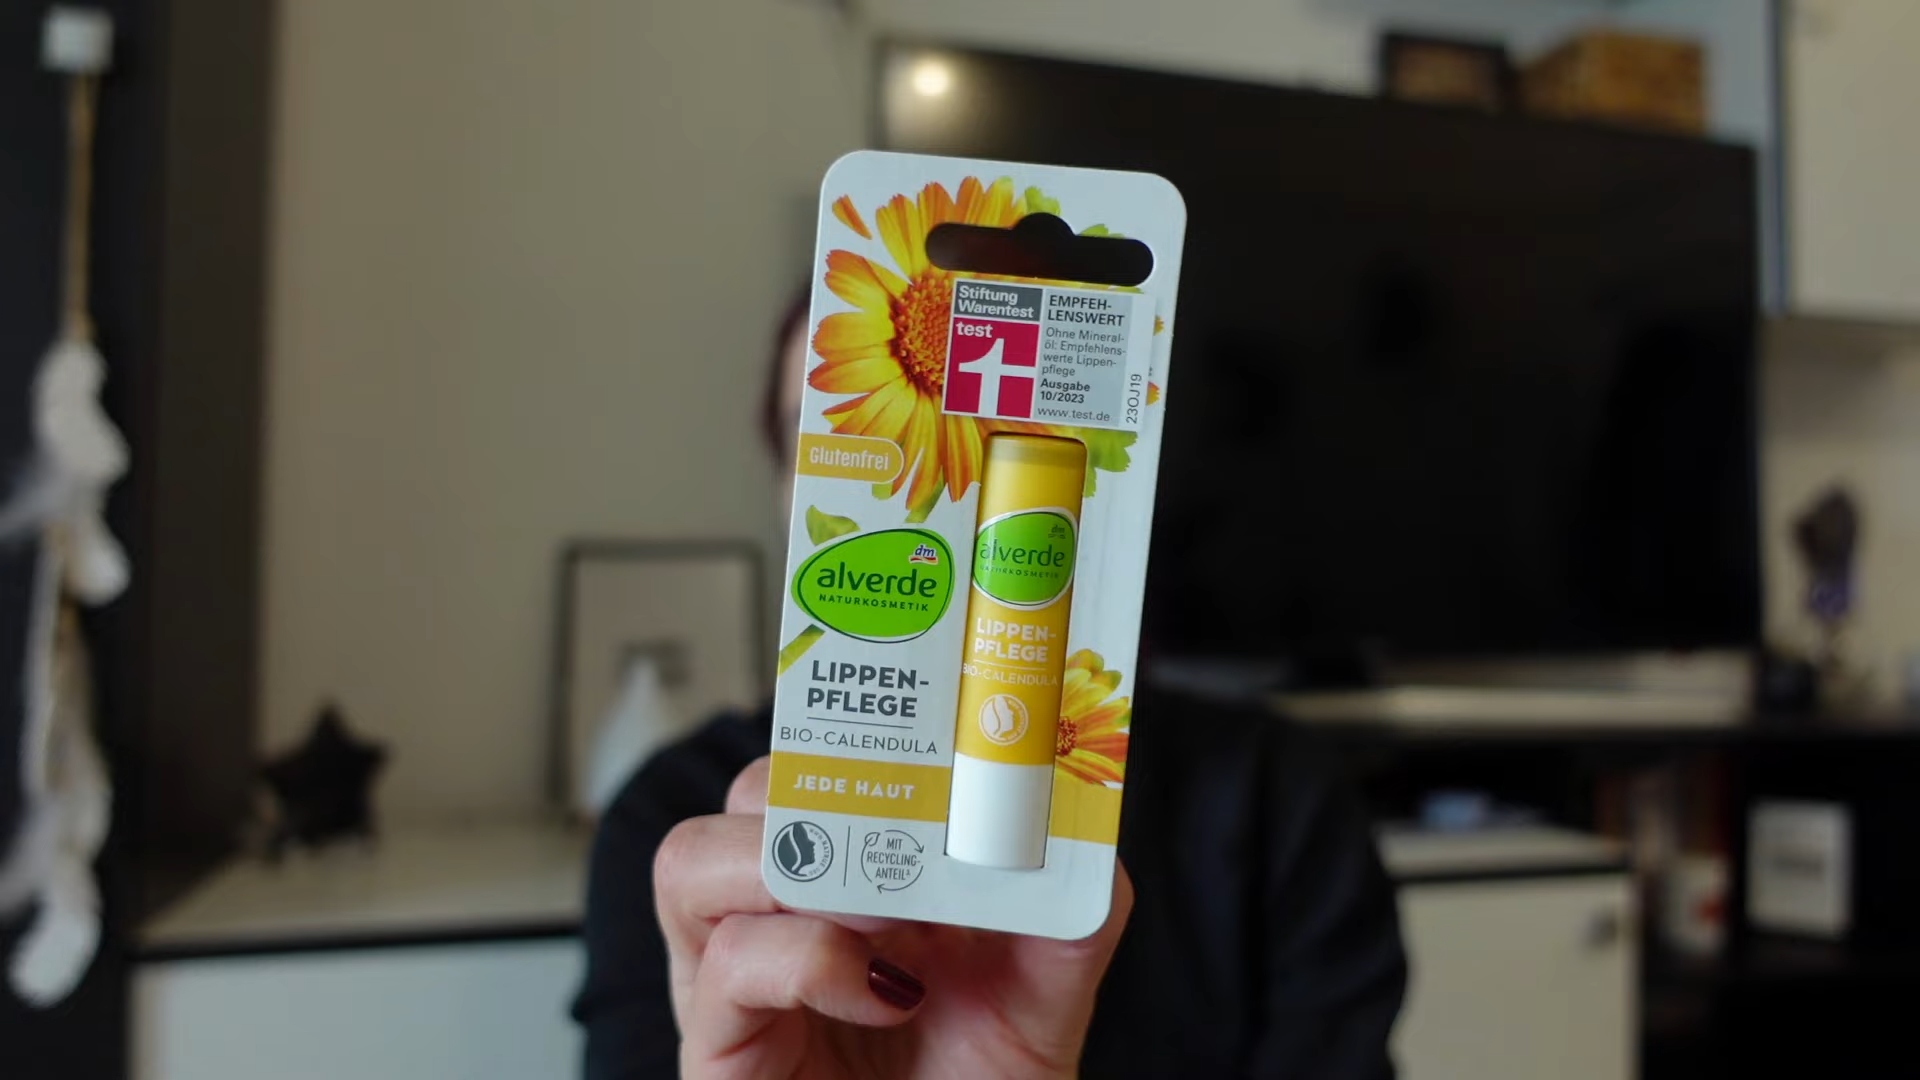 Stiftung
Warentest
test
EMPFEH-
LENSWERT
Ohne Mineral-
öl: Empfehlens-
werte Lippen-
pflege
Ausgabe
10/2023
www.test.de
23OJ19
Glutenfrei
dm
alverde
NATURKOSMETIK
LIPPEN-
PFLEGE
BIO-CALENDULA
JEDE HAUT
MIT
RECYCLING-
ANTEIL
dm
alverde
NATURKOSMETIK
LIPPEN-
PFLEGE
BIO-CALENDULA